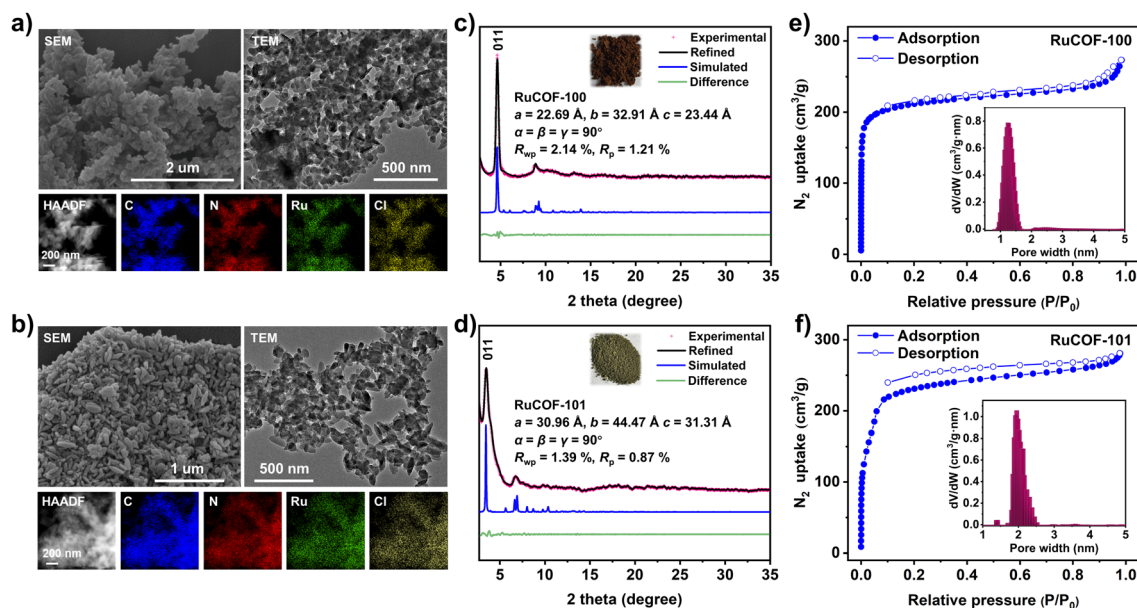 a)
SEM
2 um
TEM
500 nm
HAADF
200 nm
C
N
Ru
Cl
b)
SEM
1 um
TEM
500 nm
HAADF
200 nm
C
N
Ru
Cl
c)
011
Experimental
Refined
Simulated
Difference
RuCOF-100
a = 22.69 Å, b = 32.91 Å c = 23.44 Å
α = β = γ = 90°
Rwp = 2.14 %, Rp = 1.21 %
5 10 15 20 25 30 35
2 theta (degree)
d)
011
Experimental
Refined
Simulated
Difference
RuCOF-101
a = 30.96 Å, b = 44.47 Å c = 31.31 Å
α = β = γ = 90°
Rwp = 1.39 %, Rp = 0.87 %
5 10 15 20 25 30 35
2 theta (degree)
e)
Adsorption
Desorption
RuCOF-100
N2 uptake (cm3/g)
300
200
100
0
dV/dW (cm3/g·nm)
0.8
0.6
0.4
0.2
0.0
1 2 3 4 5
Pore width (nm)
0.0 0.2 0.4 0.6 0.8 1.0
Relative pressure (P/P0)
f)
Adsorption
Desorption
RuCOF-101
N2 uptake (cm3/g)
300
200
100
0
dV/dW (cm3/g·nm)
1.0
0.8
0.6
0.4
0.2
0.0
1 2 3 4 5
Pore width (nm)
0.0 0.2 0.4 0.6 0.8 1.0
Relative pressure (P/P0)